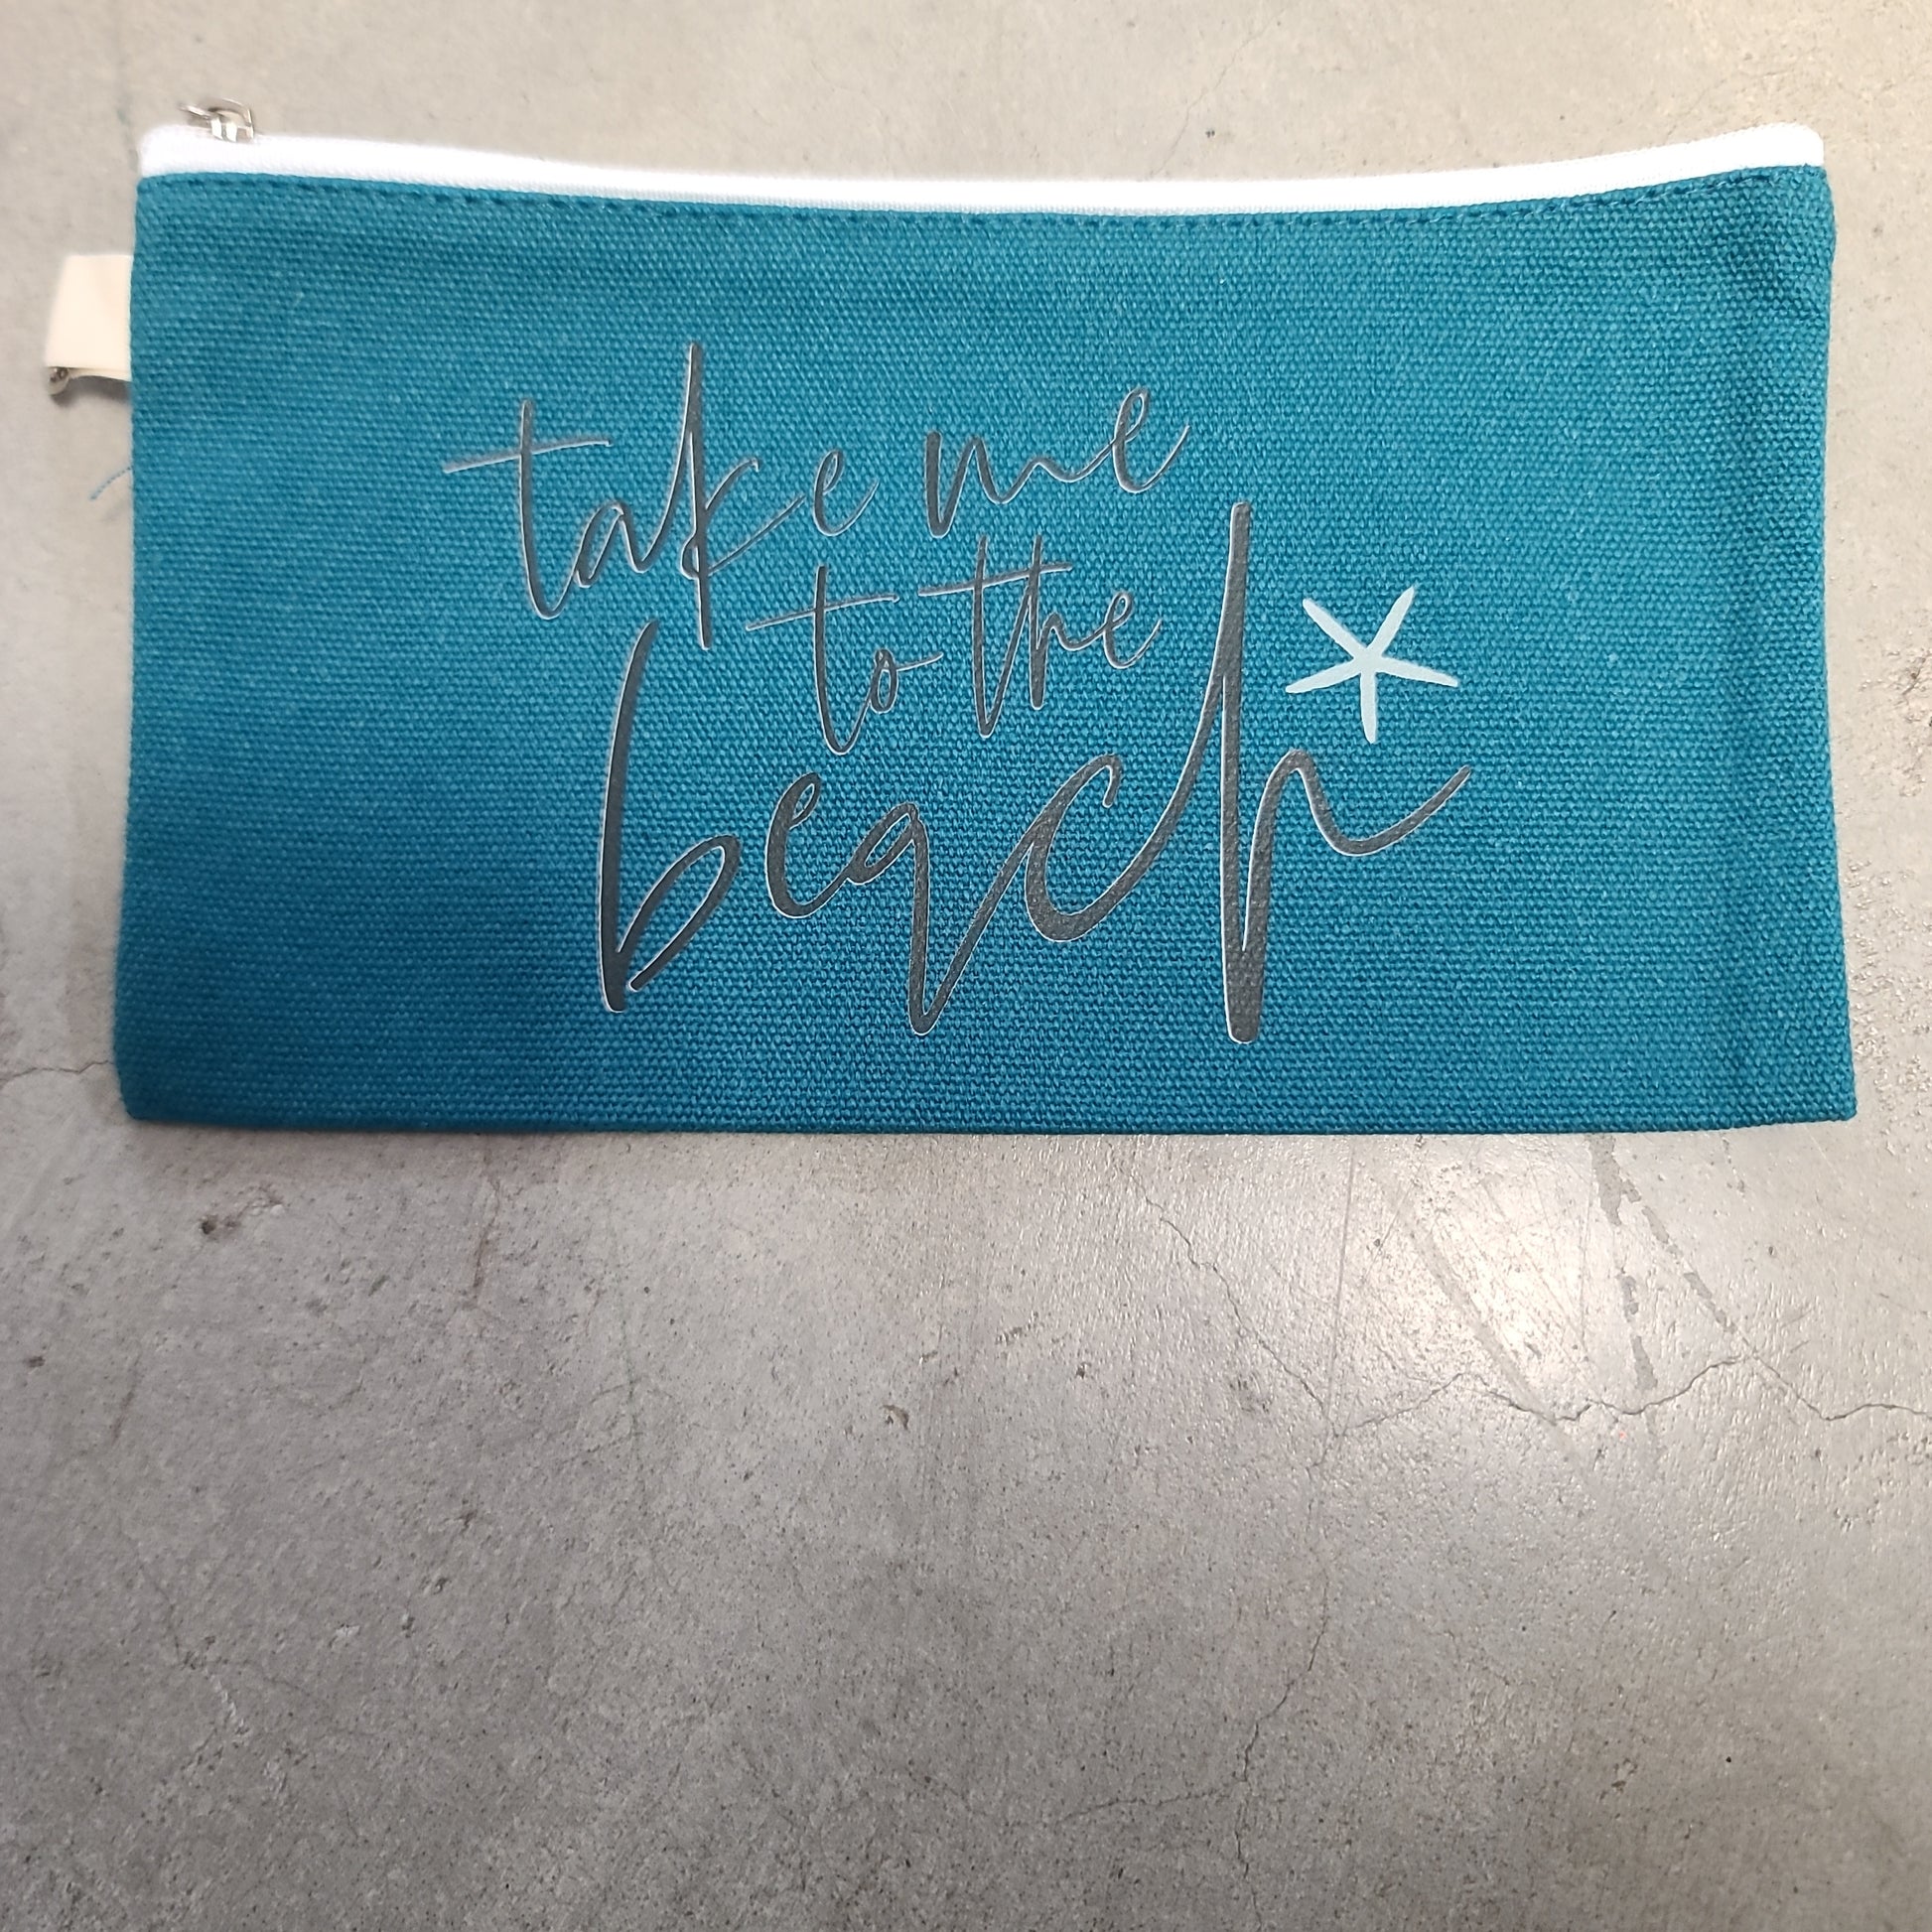 take me
to the
beach